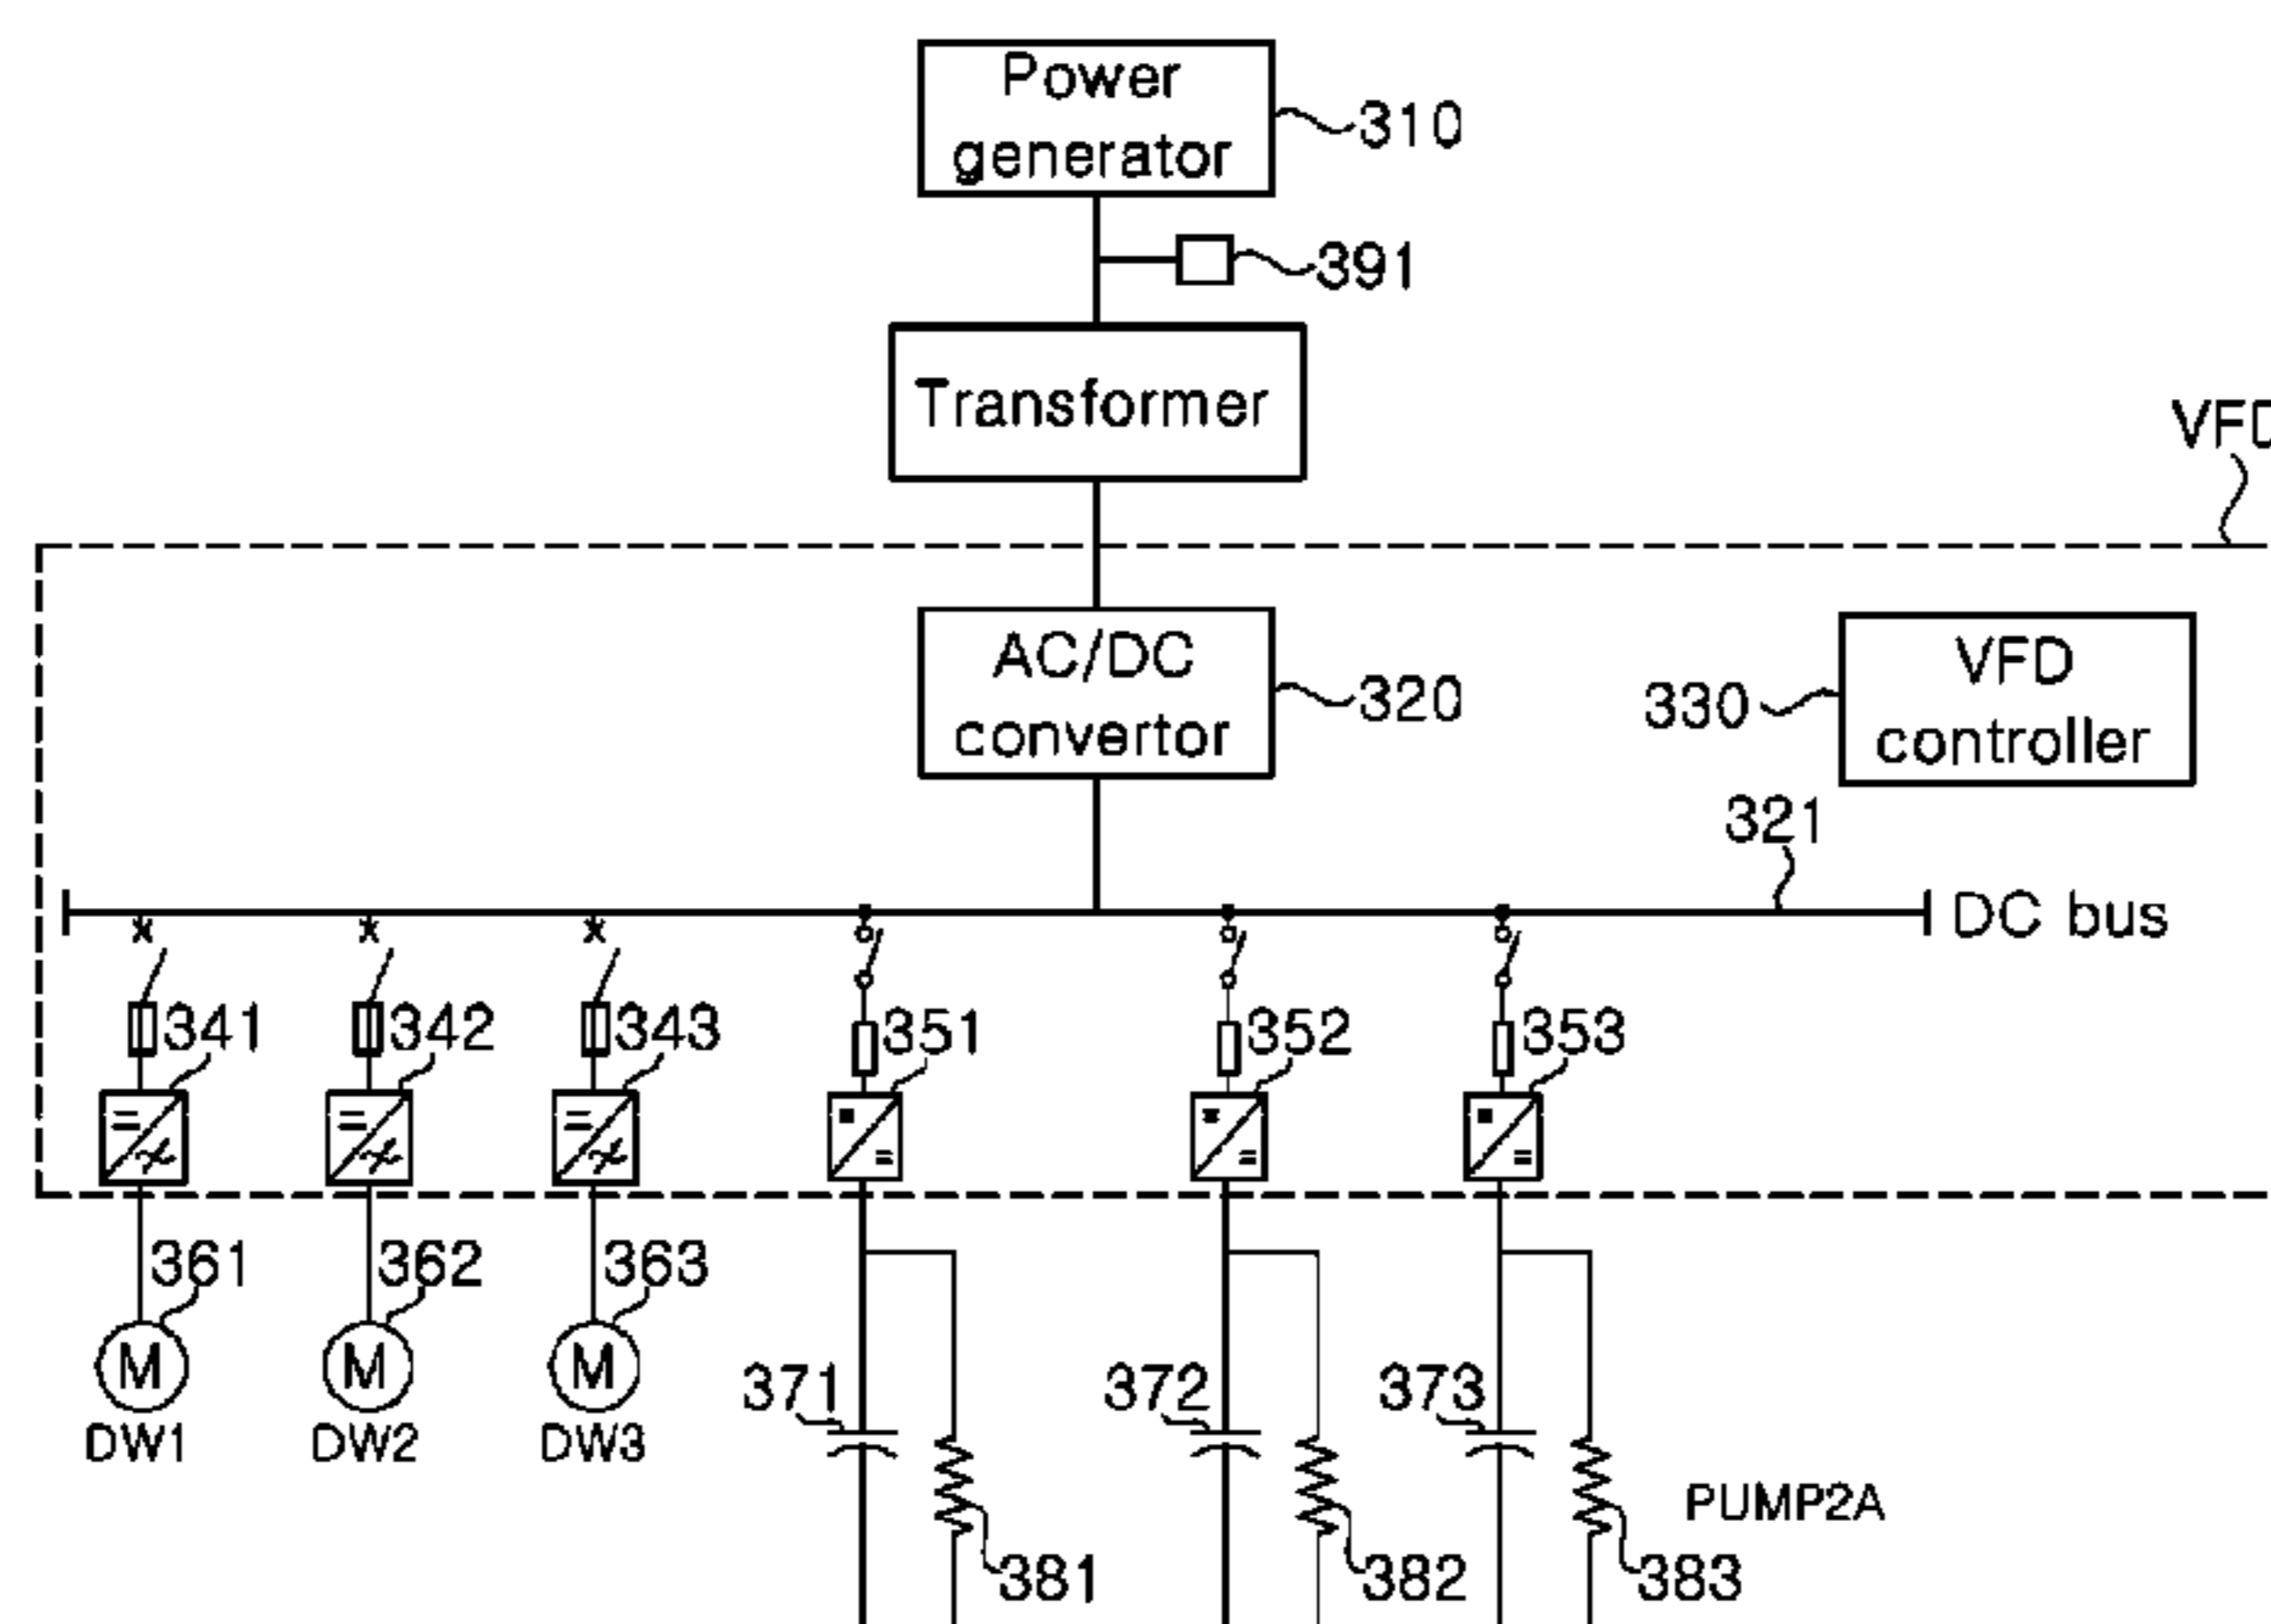 Power
generator
310
391
Transformer
VFD
AC/DC
convertor
320
330
VFD
controller
321
DC bus
341
342
343
351
352
353
361
362
363
M
M
M
DW1
DW2
DW3
371
372
373
PUMP2A
381
382
383